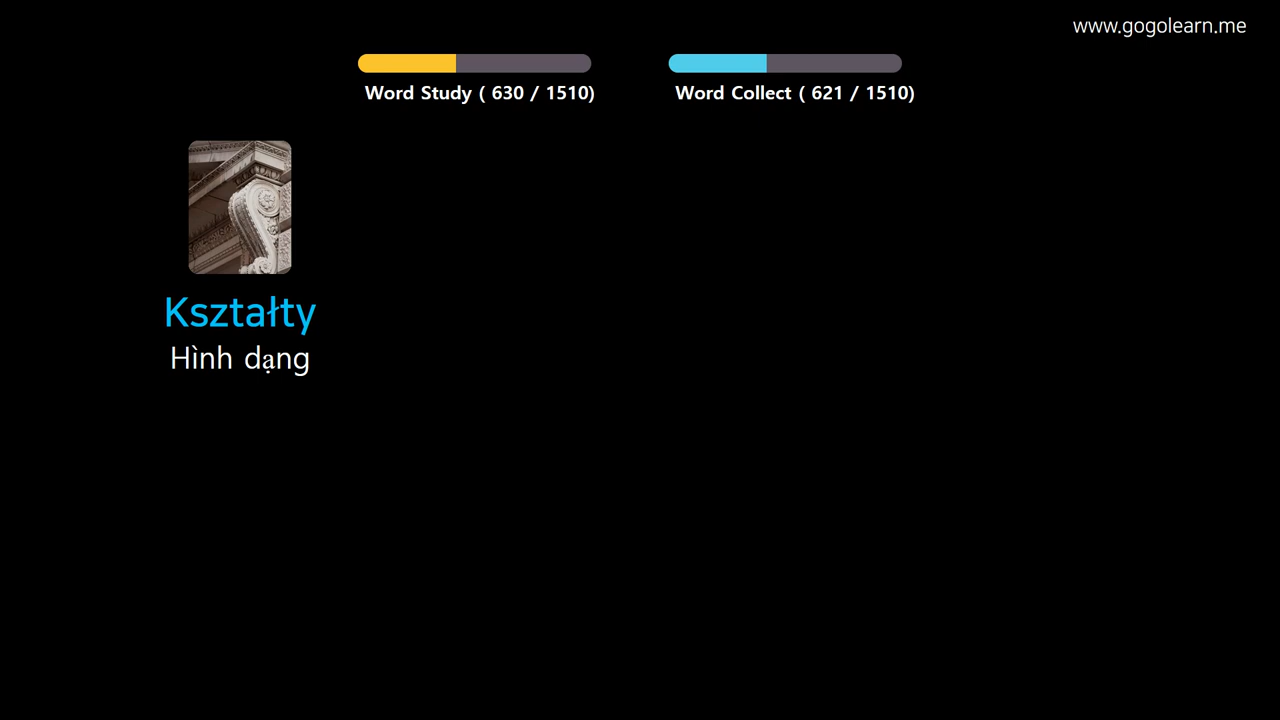 www.gogolearn.me
Word Study ( 630 / 1510)
Word Collect ( 621 / 1510)
Kształty
Hình dạng